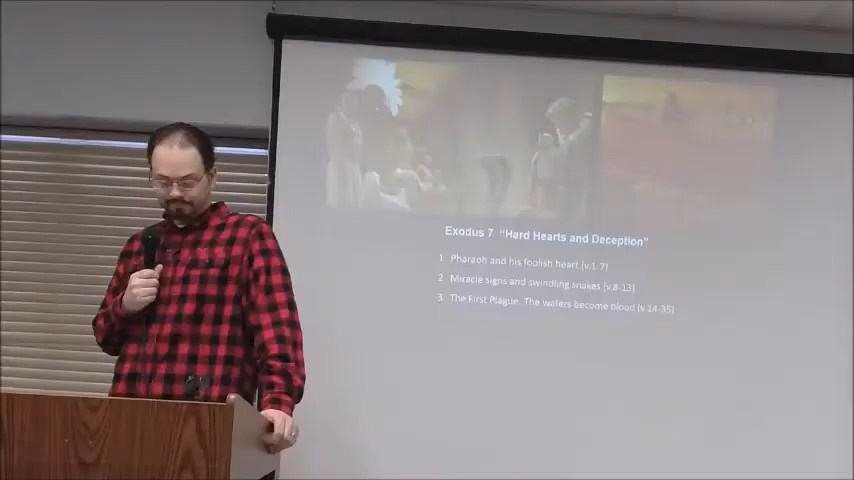 Exodus 7 "Hard Hearts and Deception"
1 Pharaoh and his foolish heart (v.1-7)
2 Miracle signs and swindling snakes (v.8-13)
3 The First Plague. The waters become blood (v.14-35)